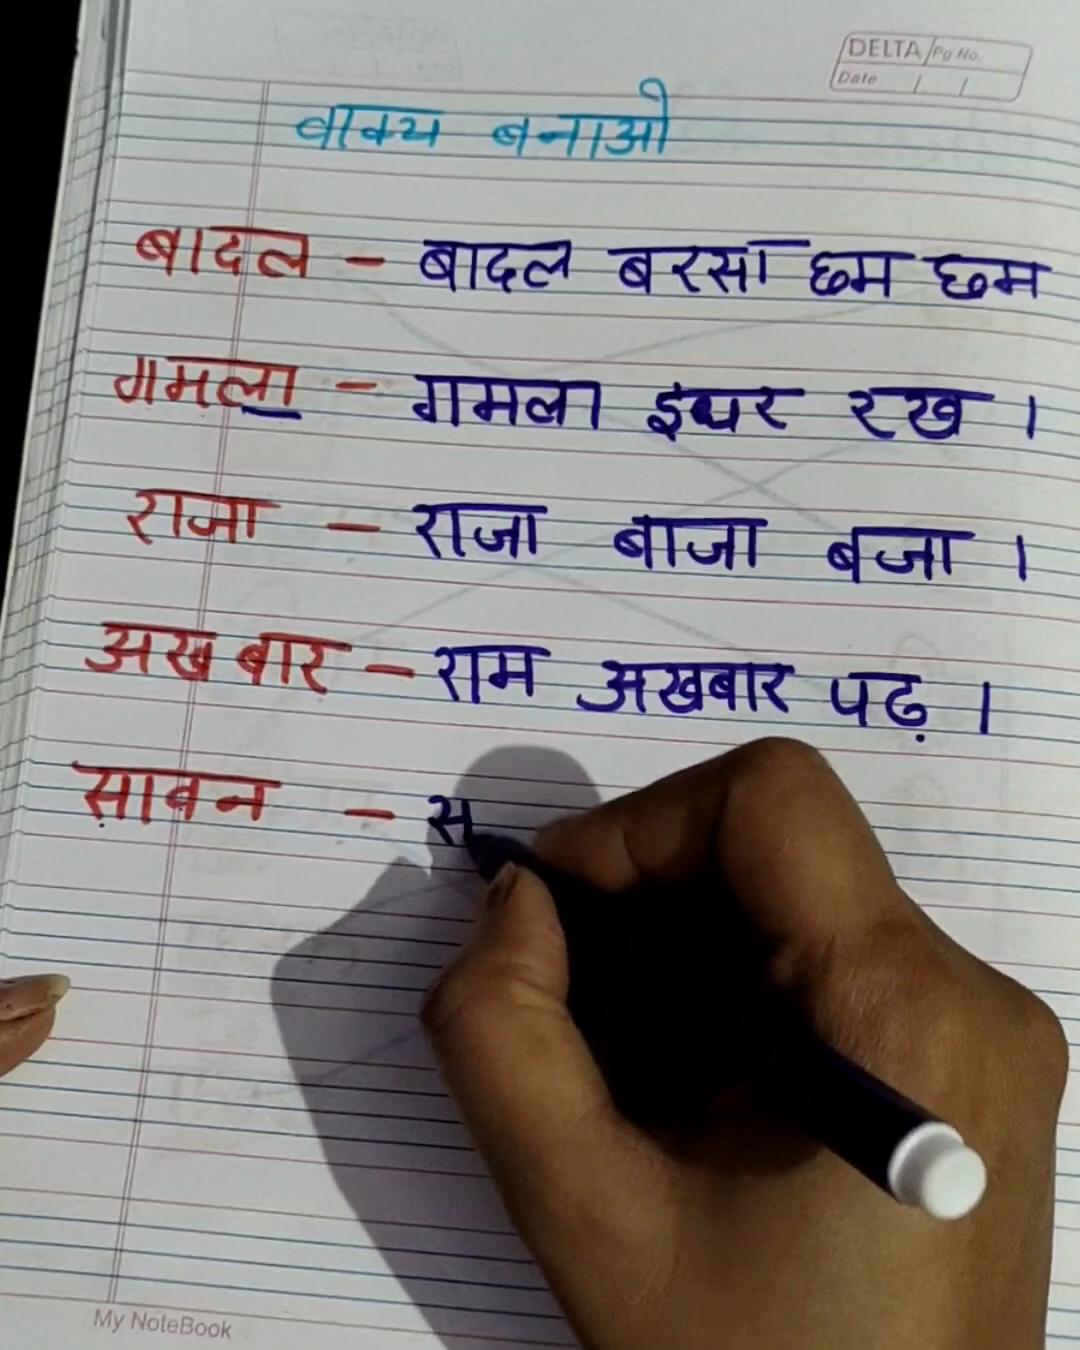 DELTA Pg No.
Date / /
वाक्य बनाओ
बादल – बादल बरसा छम छम
गमला – गमला इधर रख ।
राजा – राजा बाजा बजा ।
अखबार – राम अखबार पढ़ ।
सावन – स
My NoteBook